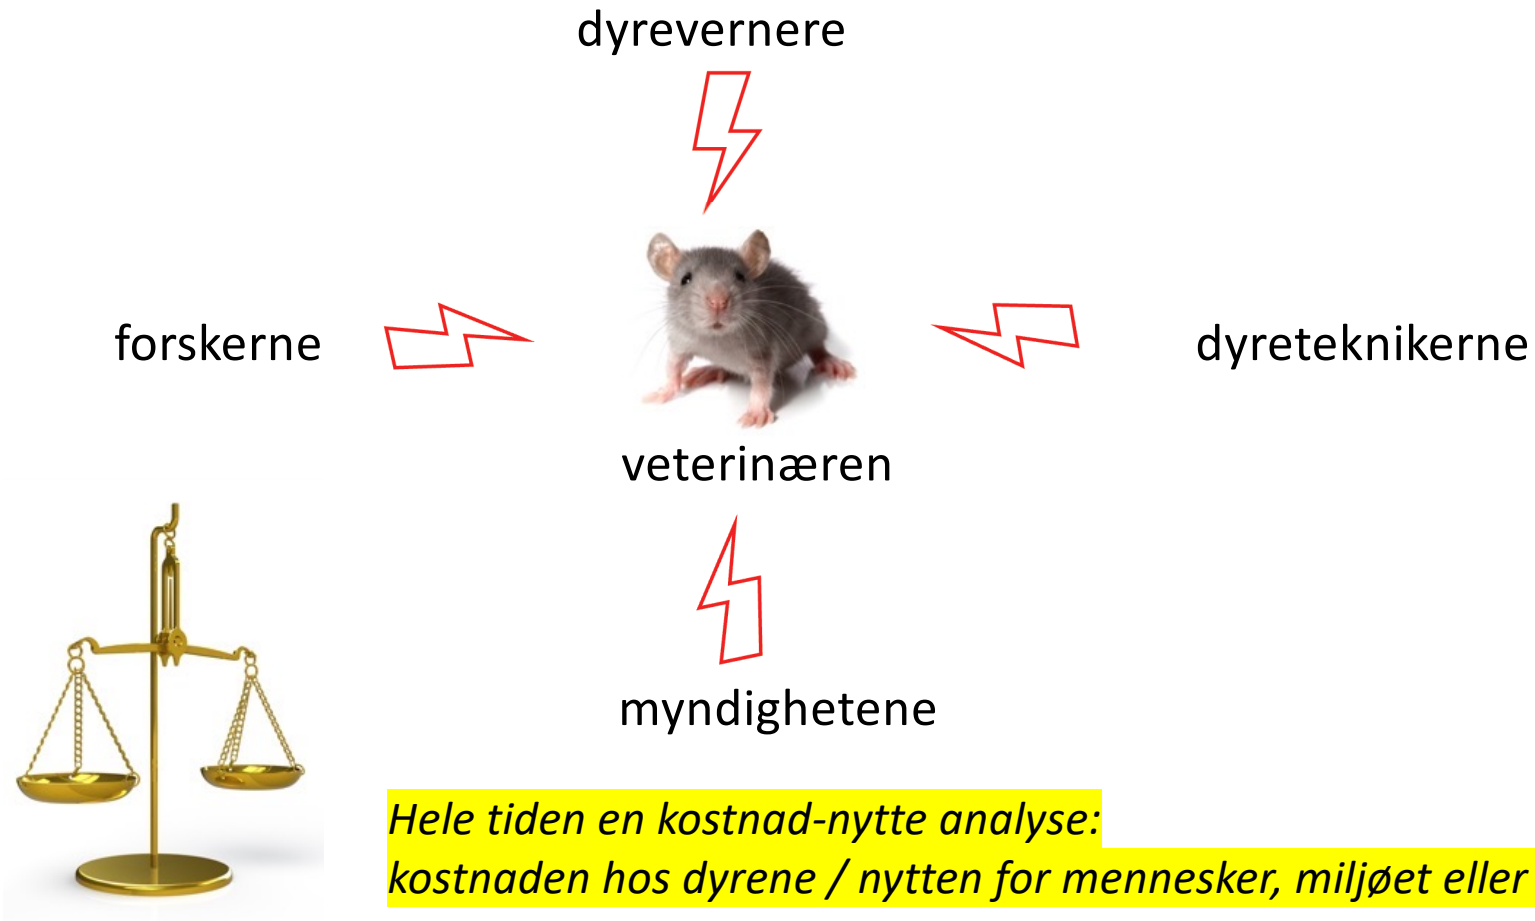 dyrevernere
forskerne
dyreteknikerne
veterinæren
myndighetene
Hele tiden en kostnad-nytte analyse:
kostnaden hos dyrene / nytten for mennesker, miljøet eller